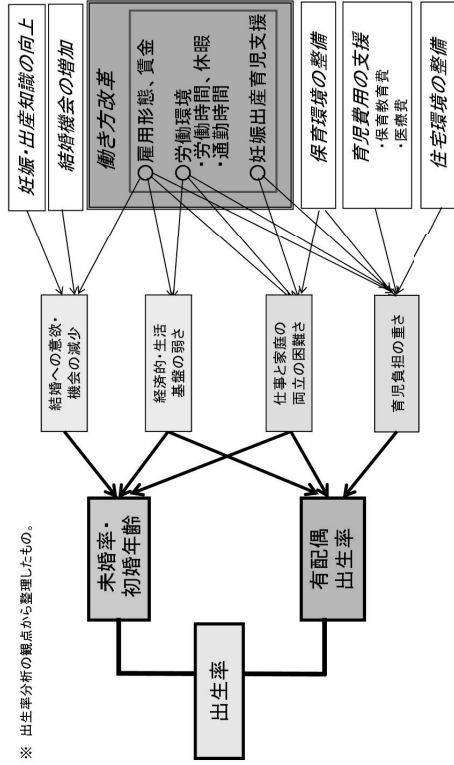 ※ 出生率分析の観点から整理したもの。
出生率
未婚率・
初婚年齢
有配偶
出生率
結婚への意欲・
機会の減少
経済的・生活
基盤の弱さ
仕事と家庭の
両立の困難さ
育児負担の重さ
妊娠・出産知識の向上
結婚機会の増加
働き方改革
雇用形態、賃金
労働環境
・労働時間、休暇
・通勤時間
妊娠出産育児支援
保育環境の整備
育児費用の支援
・保育教育費
・医療費
住宅環境の整備